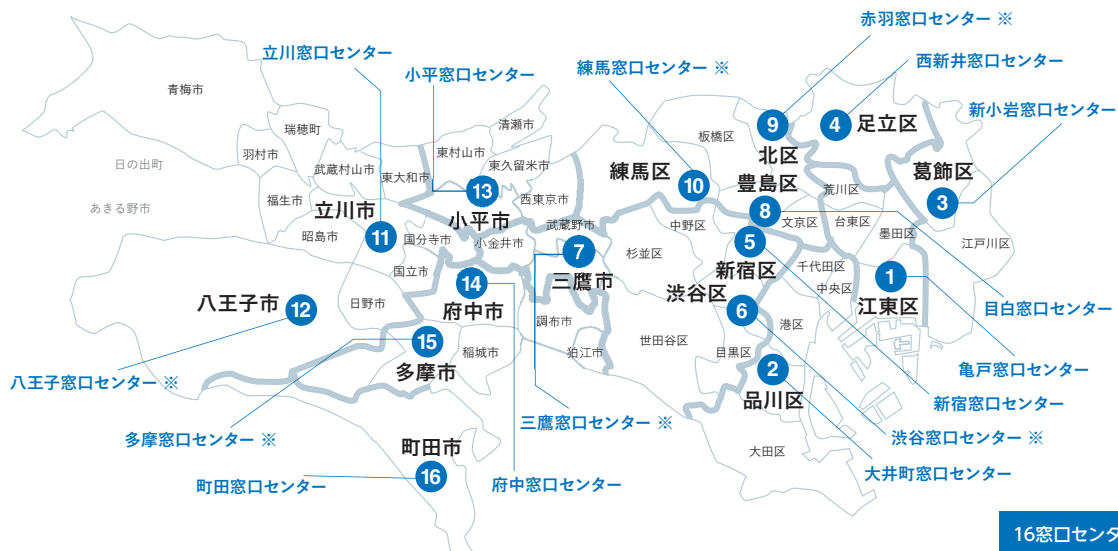 赤羽窓口センター ※
立川窓口センター
西新井窓口センター
小平窓口センター
練馬窓口センター ※
新小岩窓口センター
青梅市
瑞穂町
清瀬市
板橋区
9
4
足立区
羽村市
東村山市
北区
日の出町
武蔵村山市
東大和市
東久留米市
練馬区
10
豊島区
荒川区
葛飾区
福生市
立川市
13
西東京市
3
あきる野市
小平市
武蔵野市
中野区
8
文京区
台東区
墨田区
昭島市
11
国分寺市
小金井市
7
杉並区
5
江戸川区
国立市
三鷹市
新宿区
千代田区
1
八王子市
12
日野市
14
府中市
渋谷区
6
中央区
江東区
目白窓口センター
調布市
港区
15
稲城市
狛江市
世田谷区
目黒区
多摩市
2
亀戸窓口センター
八王子窓口センター ※
品川区
新宿窓口センター
多摩窓口センター ※
三鷹窓口センター ※
渋谷窓口センター ※
町田市
大田区
16
町田窓口センター
府中窓口センター
大井町窓口センター
16窓口センタ